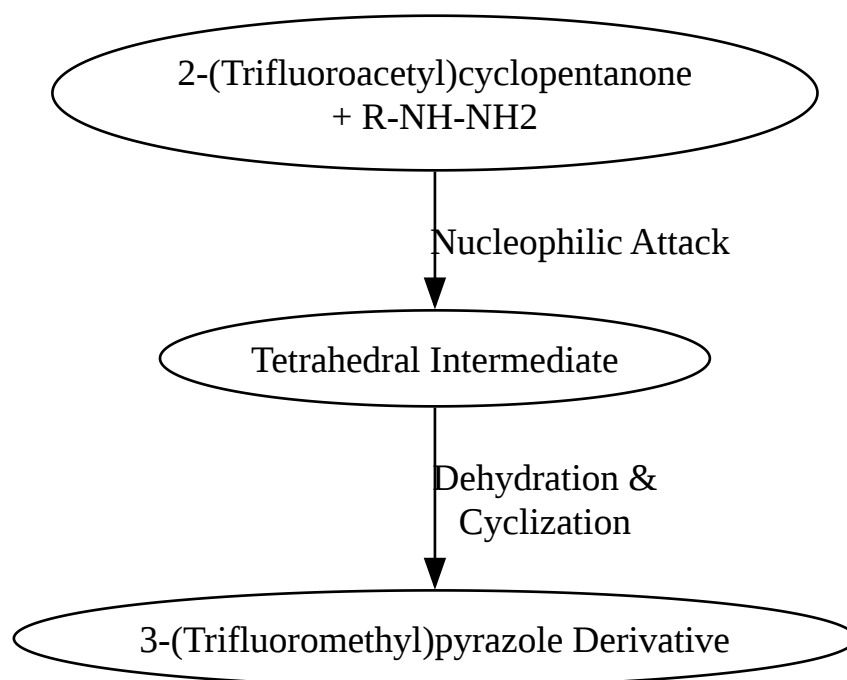 2-(Trifluoroacetyl)cyclopentanone
+ R-NH-NH2
Nucleophilic Attack
Tetrahedral Intermediate
Dehydration &
Cyclization
3-(Trifluoromethyl)pyrazole Derivative